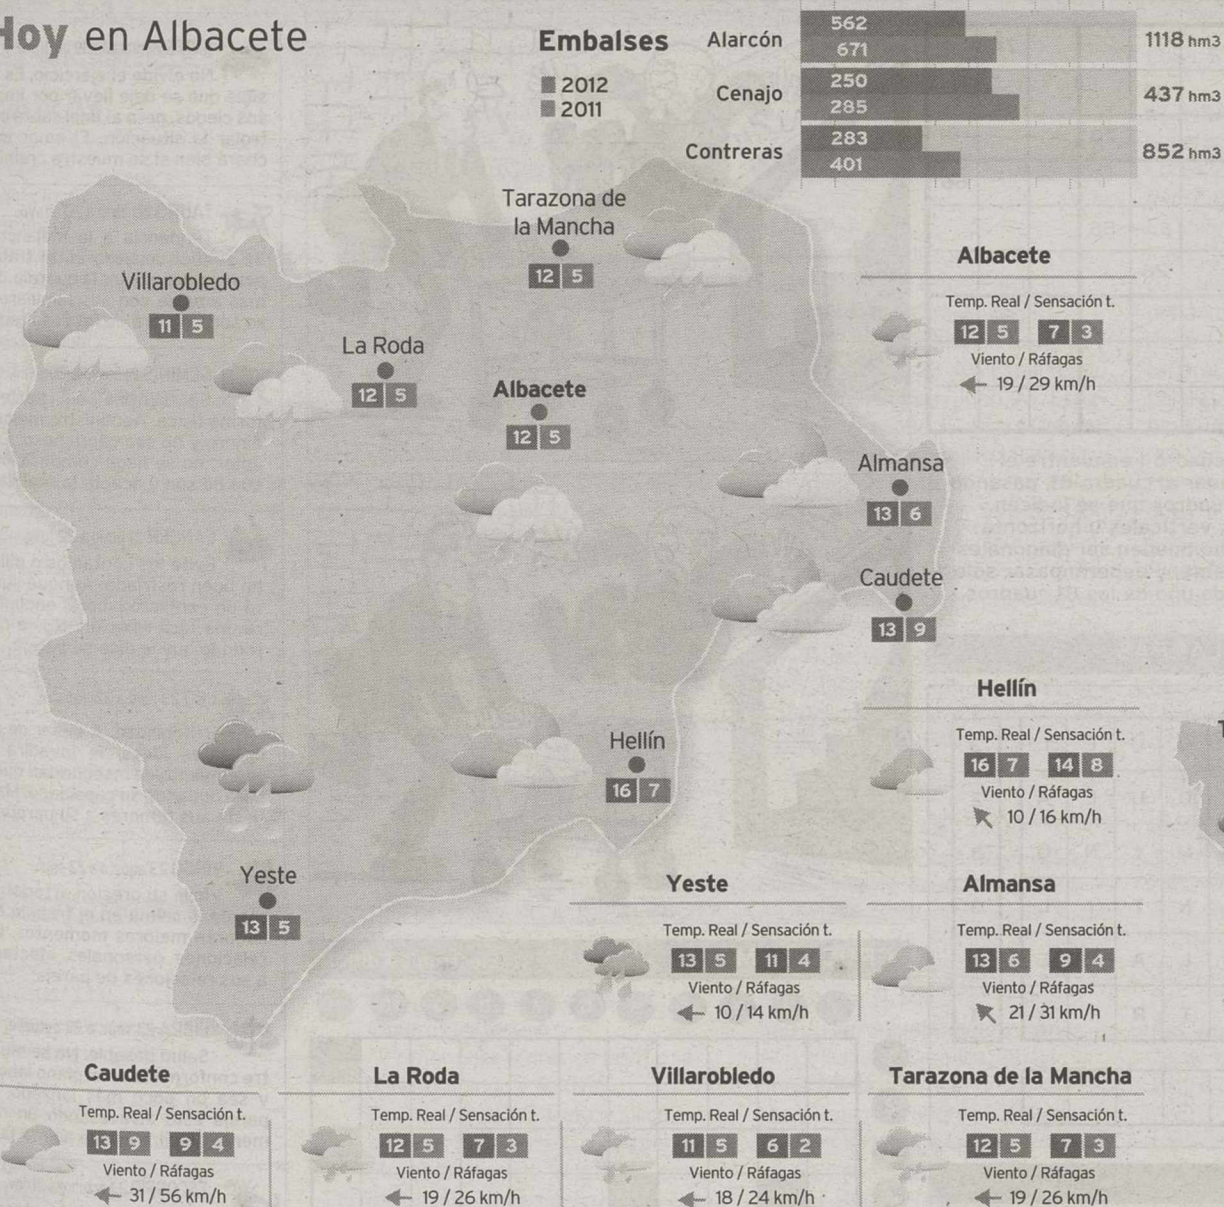 Hoy en Albacete
Embalses
2012
2011
Alarcón
562
671
1118 hm3
Cenajo
250
285
437 hm3
Contreras
283
401
852 hm3
Tarazona de
la Mancha
12 5
Villarobledo
11 5
La Roda
12 5
Albacete
12 5
Almansa
13 6
Caudete
13 9
Hellín
16 7
Yeste
13 5
Albacete
Temp. Real / Sensación t.
12 5 7 3
Viento / Ráfagas
19 / 29 km/h
Hellín
Temp. Real / Sensación t.
16 7 14 8
Viento / Ráfagas
10 / 16 km/h
Yeste
Temp. Real / Sensación t.
13 5 11 4
Viento / Ráfagas
10 / 14 km/h
Almansa
Temp. Real / Sensación t.
13 6 9 4
Viento / Ráfagas
21 / 31 km/h
Caudete
Temp. Real / Sensación t.
13 9 9 4
Viento / Ráfagas
31 / 56 km/h
La Roda
Temp. Real / Sensación t.
12 5 7 3
Viento / Ráfagas
19 / 26 km/h
Villarobledo
Temp. Real / Sensación t.
11 5 6 2
Viento / Ráfagas
18 / 24 km/h
Tarazona de la Mancha
Temp. Real / Sensación t.
12 5 7 3
Viento / Ráfagas
19 / 26 km/h